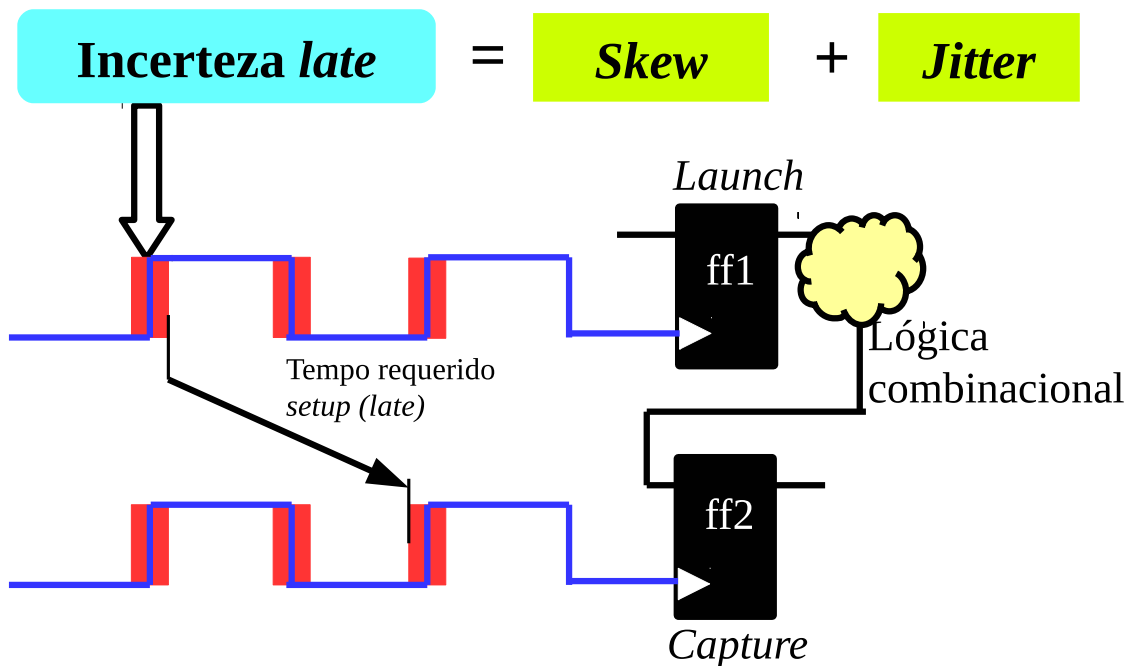 Incerteza late = Skew + Jitter
Launch
ff1
Lógica
combinacional
Tempo requerido
setup (late)
ff2
Capture